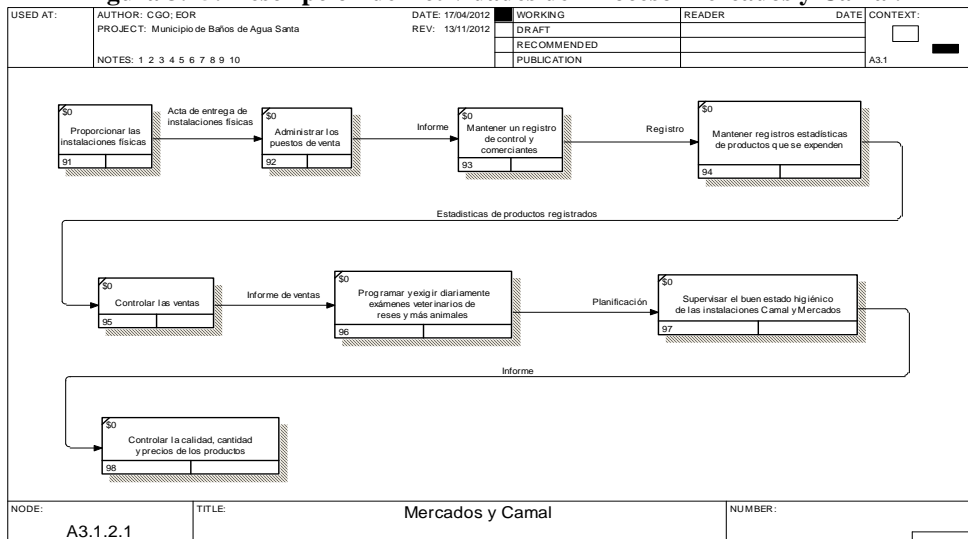 USED AT:
AUTHOR: CGO; EOR
DATE: 17/04/2012
WORKING
READER
DATE
CONTEXT:
PROJECT: Municipio de Baños de Agua Santa
REV: 13/11/2012
DRAFT
RECOMMENDED
NOTES: 1 2 3 4 5 6 7 8 9 10
PUBLICATION
A3.1
$0
Proporcionar las
instalaciones físicas
91
Acta de entrega de
instalaciones físicas
$0
Administrar los
puestos de venta
92
Informe
$0
Mantener un registro
de control y
comerciantes
93
Registro
$0
Mantener registros estadísticas
de productos que se expenden
94
Estadisticas de productos registrados
$0
Controlar las ventas
95
Informe de ventas
$0
Programar y exigir diariamente
exámenes veterinarios de
reses y más animales
96
Planificación
$0
Supervisar el buen estado higiénico
de las instalaciones Camal y Mercados
97
Informe
$0
Controlar la calidad, cantidad
y precios de los productos
98
NODE:
A3.1.2.1
TITLE:
Mercados y Camal
NUMBER: